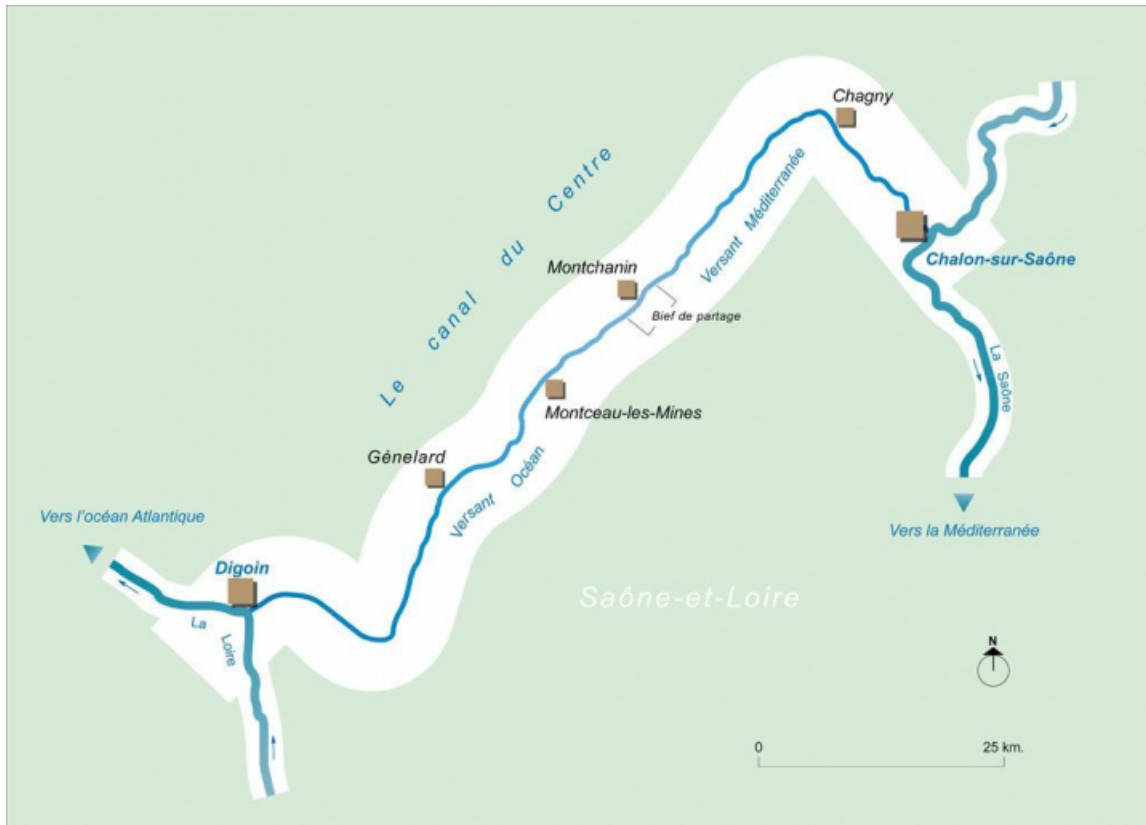 Chagny
Le canal du Centre
Versant Méditerranée
Chalon-sur-Saône
Montchanin
Bief de partage
La Saône
Montceau-les-Mines
Génelard
Versant Océan
Vers l'océan Atlantique
Vers la Méditerranée
Digoin
La Loire
Saône-et-Loire
N
0 25 km.